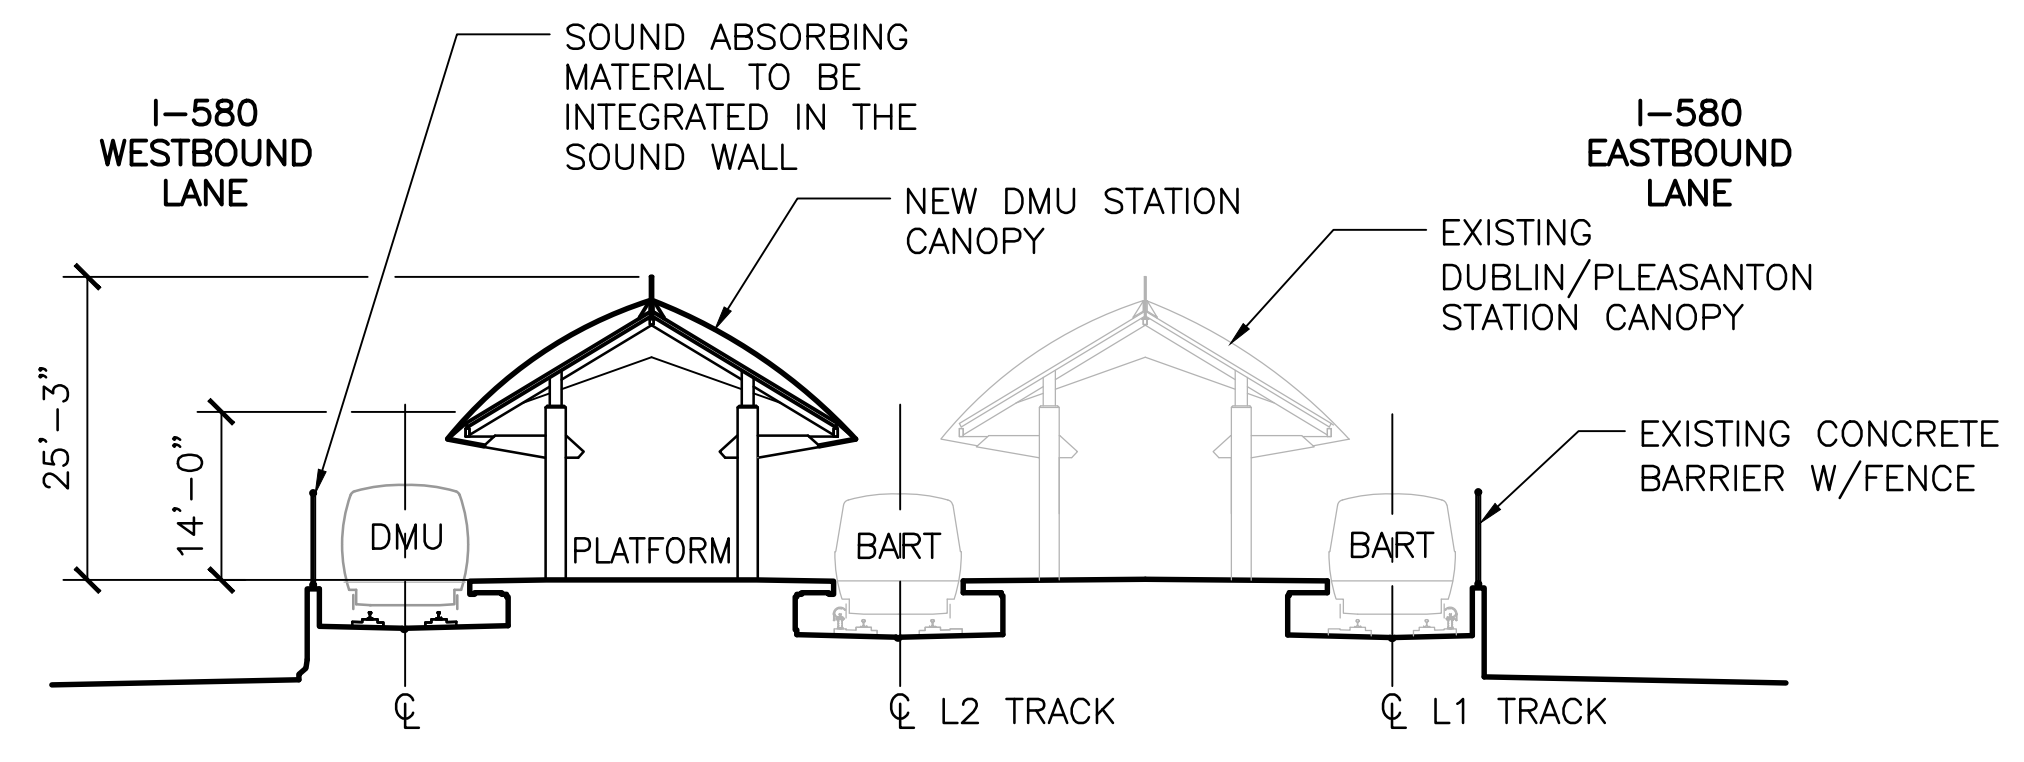 SOUND ABSORBING
MATERIAL TO BE
INTEGRATED IN THE
SOUND WALL
I-580
WESTBOUND
LANE
I-580
EASTBOUND
LANE
NEW DMU STATION
CANOPY
EXISTING
DUBLIN/PLEASANTON
STATION CANOPY
25'-3"
14'-0"
EXISTING CONCRETE
BARRIER W/FENCE
DMU
PLATFORM
BART
BART
℄
℄ L2 TRACK
℄ L1 TRACK